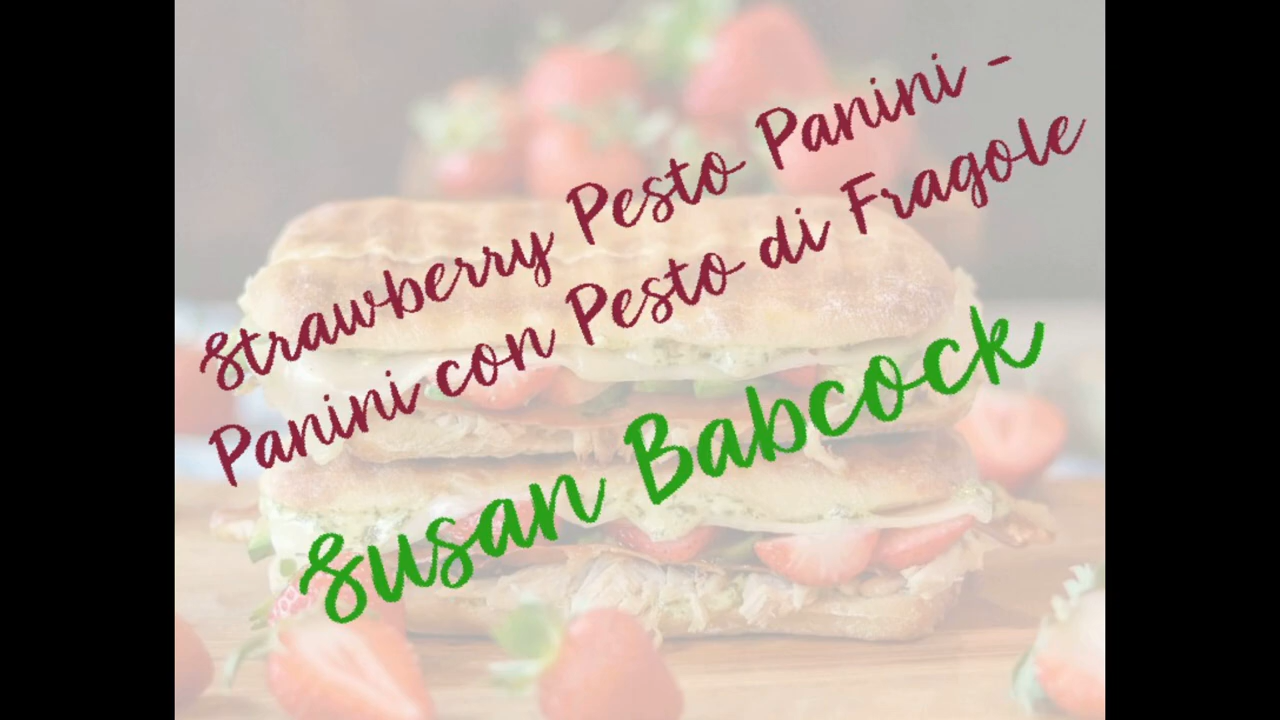 Strawberry Pesto Panini -
Panini con Pesto di Fragole
Susan Babcock